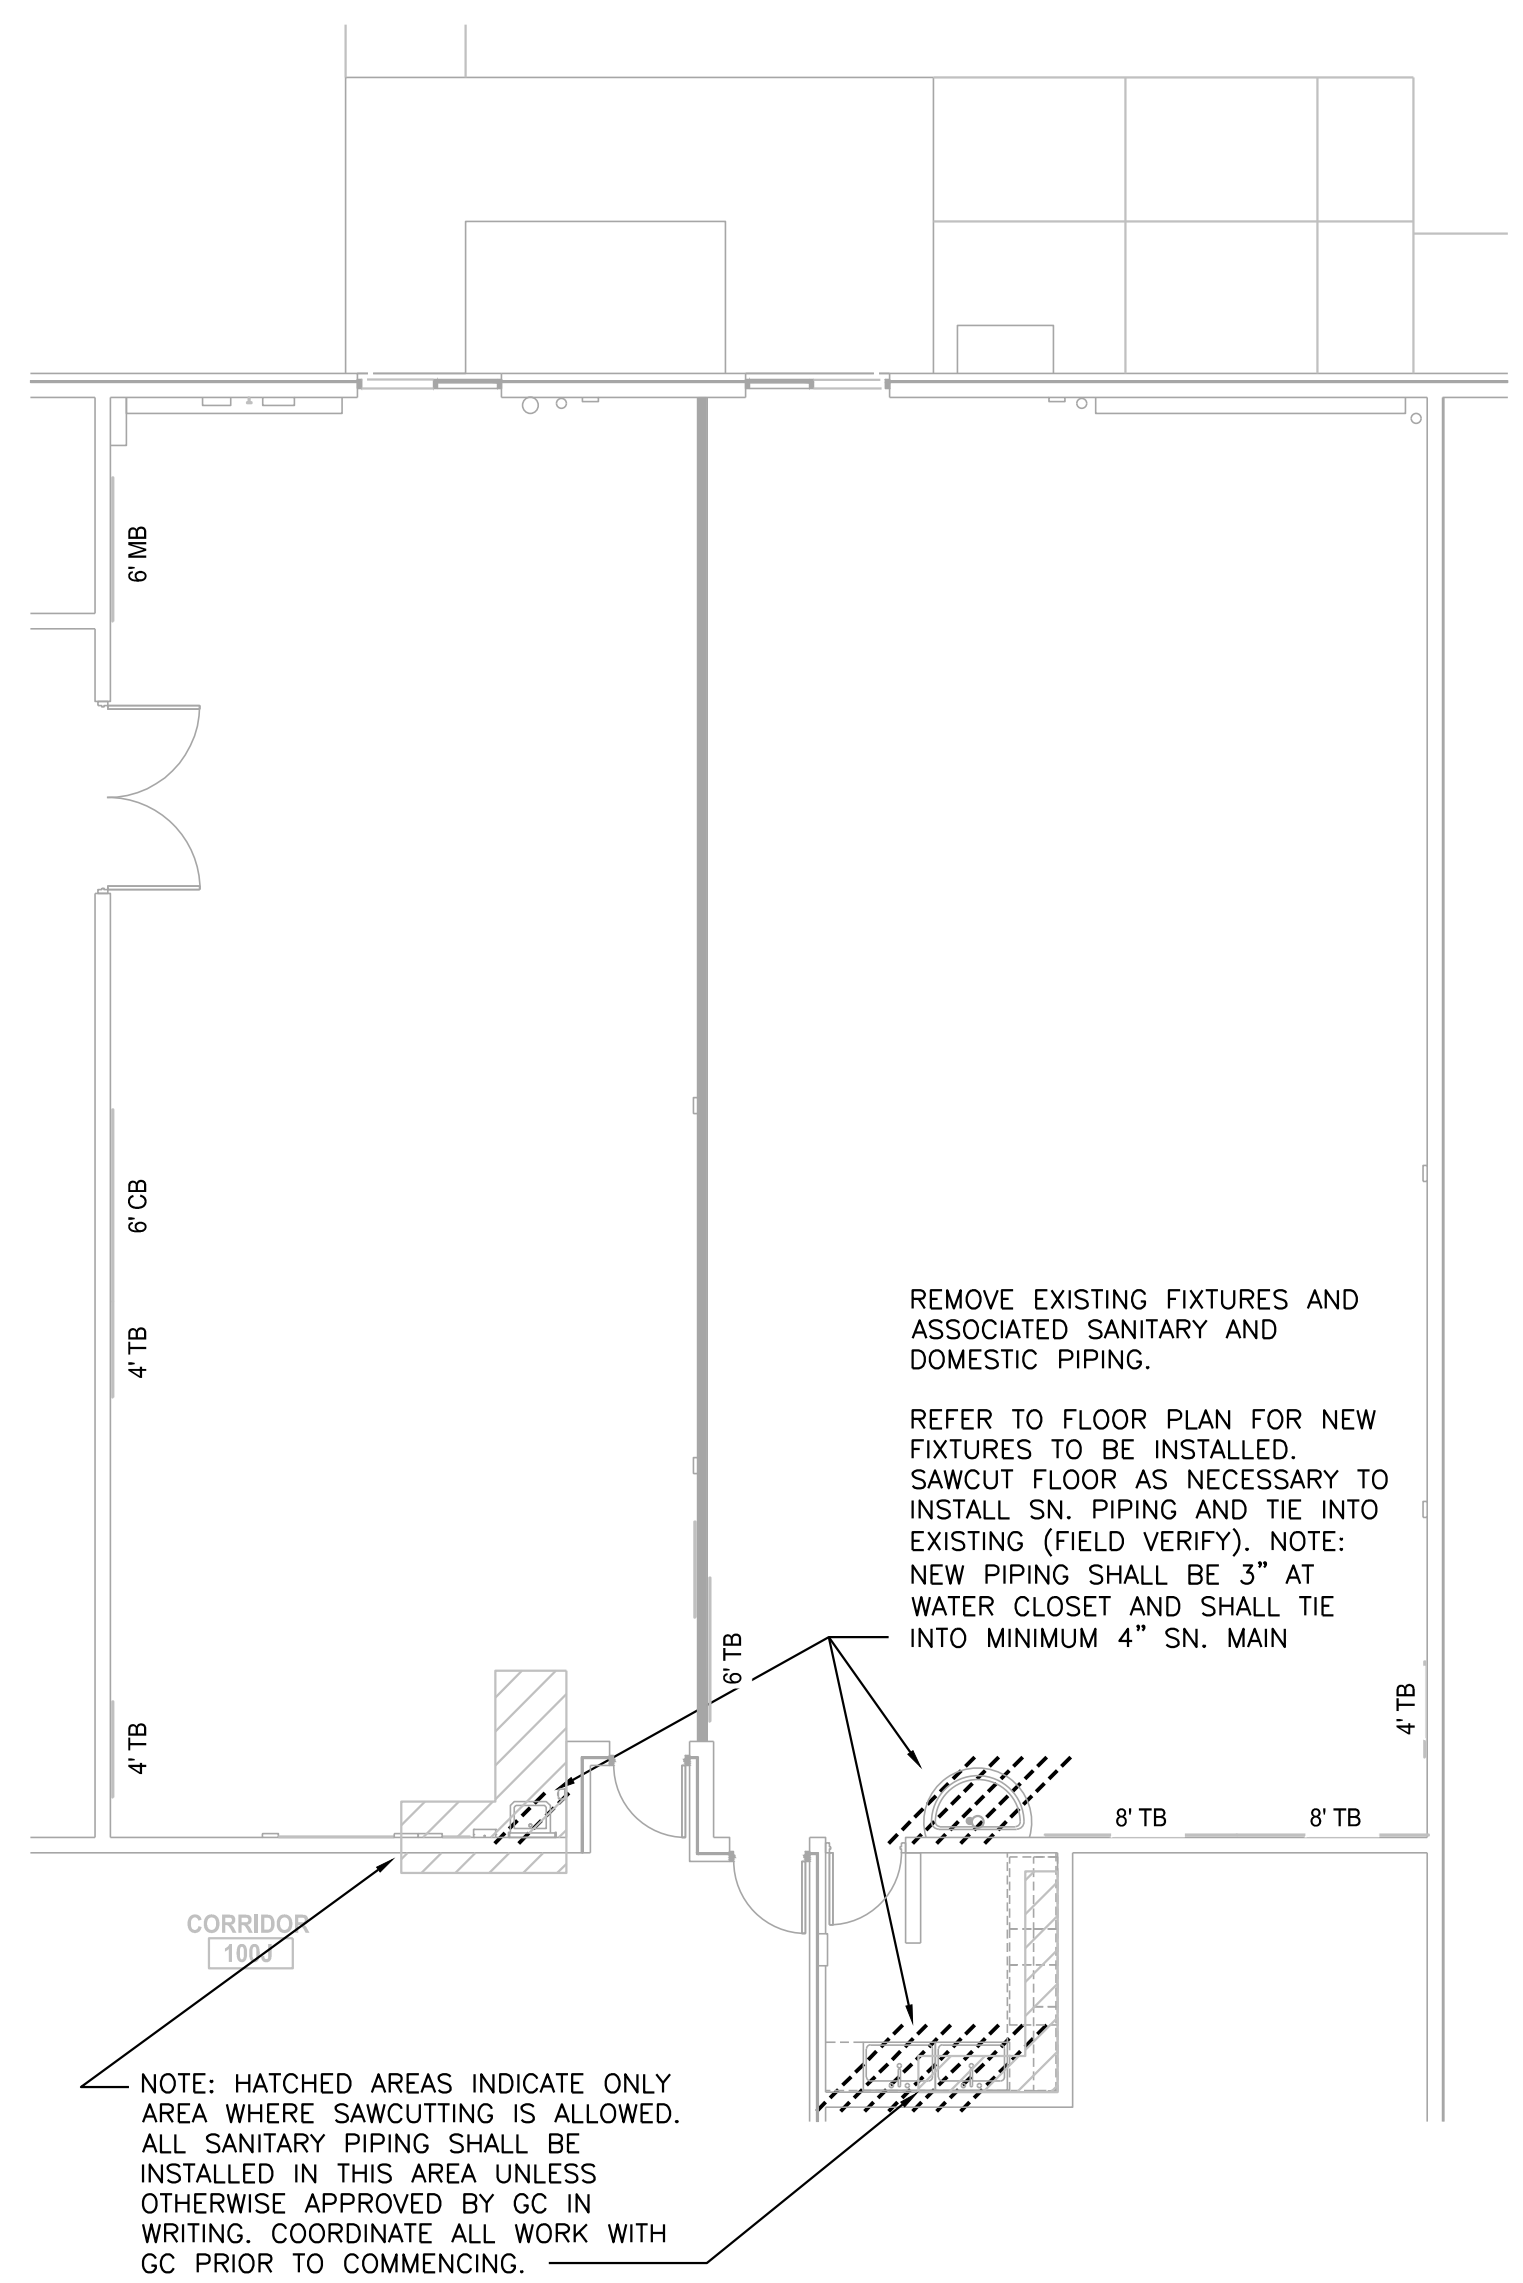 6' MB
6' CB
4' TB
REMOVE EXISTING FIXTURES AND
ASSOCIATED SANITARY AND
DOMESTIC PIPING.
REFER TO FLOOR PLAN FOR NEW
FIXTURES TO BE INSTALLED.
SAWCUT FLOOR AS NECESSARY TO
INSTALL SN. PIPING AND TIE INTO
EXISTING (FIELD VERIFY). NOTE:
NEW PIPING SHALL BE 3" AT
WATER CLOSET AND SHALL TIE
INTO MINIMUM 4" SN. MAIN
6' TB
4' TB
4' TB
8' TB
8' TB
CORRIDOR
100J
NOTE: HATCHED AREAS INDICATE ONLY
AREA WHERE SAWCUTTING IS ALLOWED.
ALL SANITARY PIPING SHALL BE
INSTALLED IN THIS AREA UNLESS
OTHERWISE APPROVED BY GC IN
WRITING. COORDINATE ALL WORK WITH
GC PRIOR TO COMMENCING.